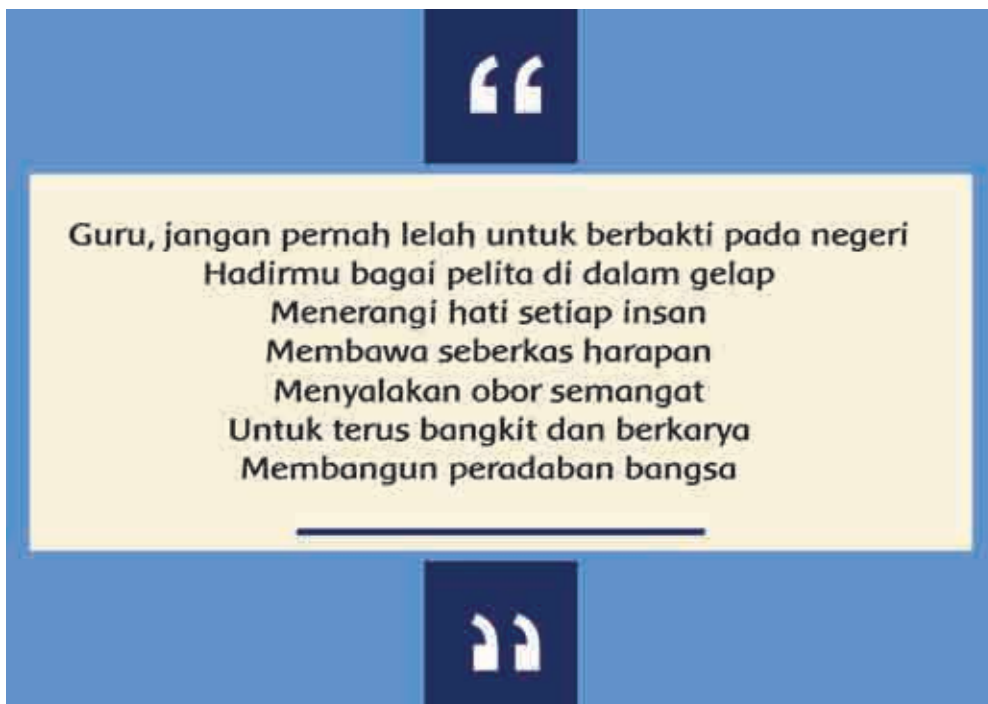 “
Guru, jangan pernah lelah untuk berbakti pada negeri
Hadirmu bagai pelita di dalam gelap
Menerangi hati setiap insan
Membawa seberkas harapan
Menyalakan obor semangat
Untuk terus bangkit dan berkarya
Membangun peradaban bangsa
”